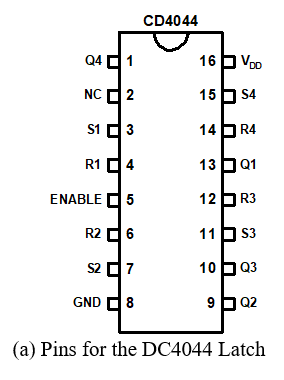 CD4044
Q4 1 16 VDD
NC 2 15 S4
S1 3 14 R4
R1 4 13 Q1
ENABLE 5 12 R3
R2 6 11 S3
S2 7 10 Q3
GND 8 9 Q2
(a) Pins for the DC4044 Latch